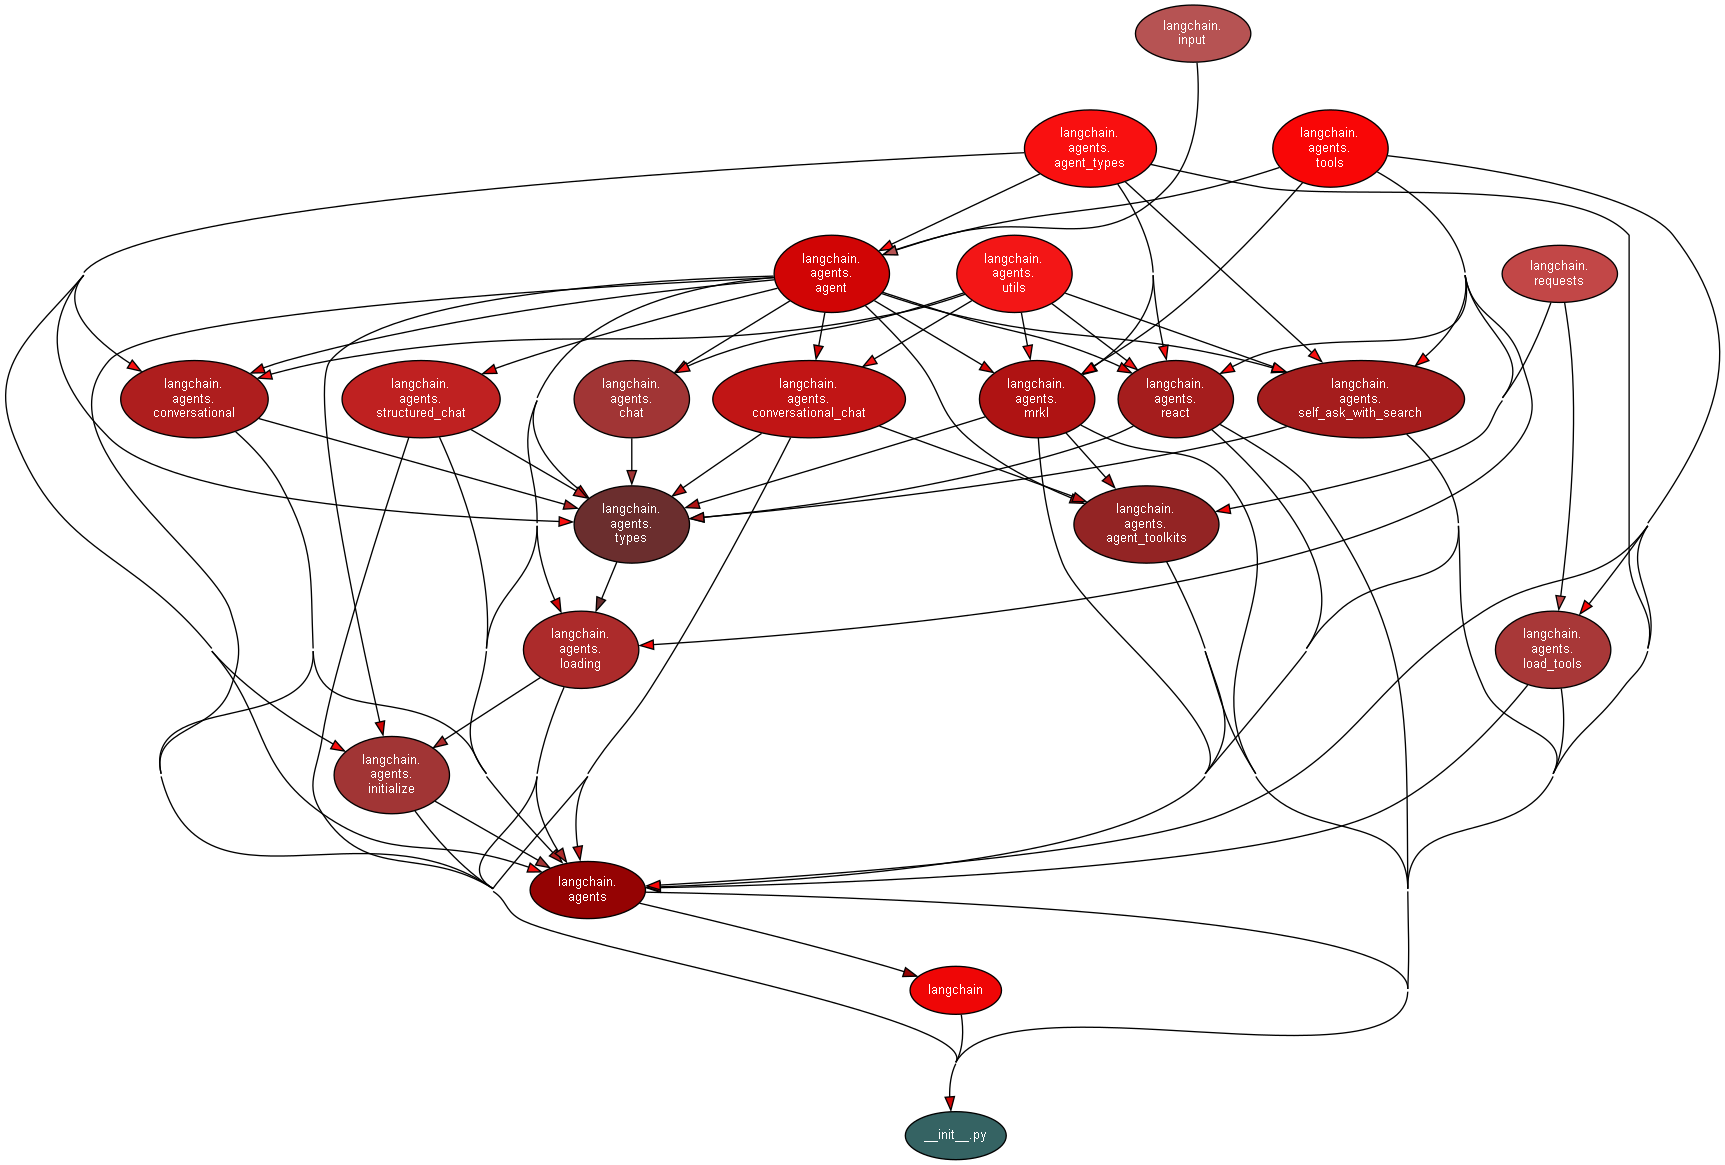 langchain.
input
langchain.
agents.
agent_types
langchain.
agents.
tools
langchain.
agents.
agent
langchain.
agents.
utils
langchain.
requests
langchain.
agents.
conversational
langchain.
agents.
structured_chat
langchain.
agents.
chat
langchain.
agents.
conversational_chat
langchain.
agents.
mrkl
langchain.
agents.
react
langchain.
agents.
self_ask_with_search
langchain.
agents.
types
langchain.
agents.
agent_toolkits
langchain.
agents.
loading
langchain.
agents.
load_tools
langchain.
agents.
initialize
langchain.
agents
langchain
__init__.py